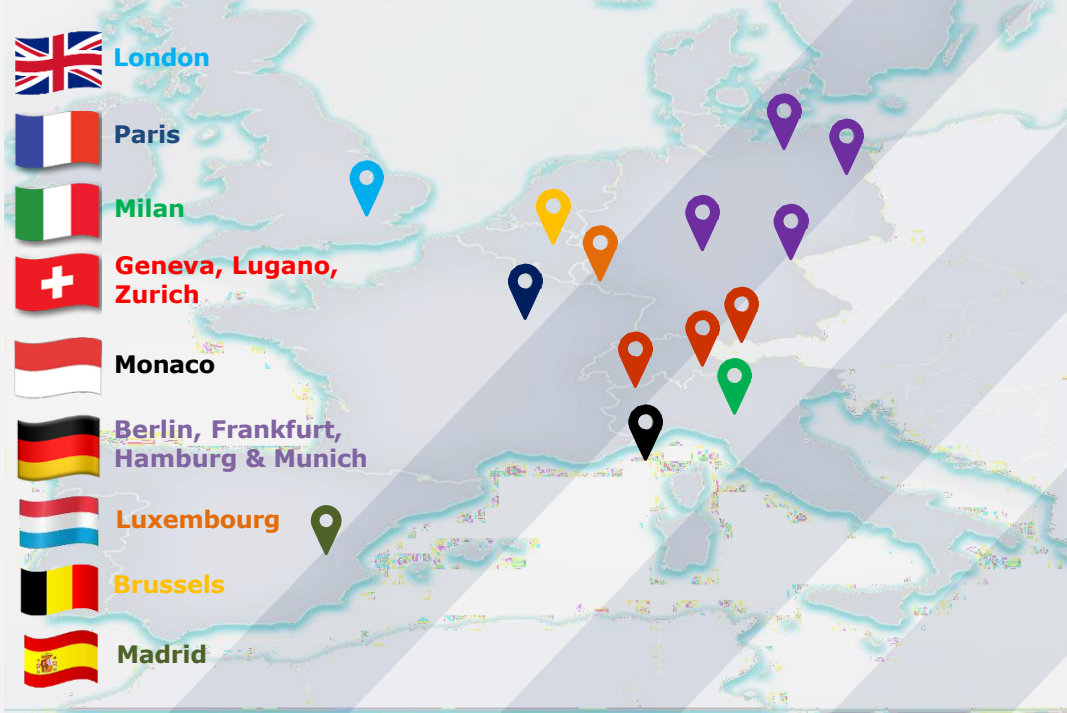 London
Paris
Milan
Geneva, Lugano,
Zurich
Monaco
Berlin, Frankfurt,
Hamburg & Munich
Luxembourg
Brussels
Madrid